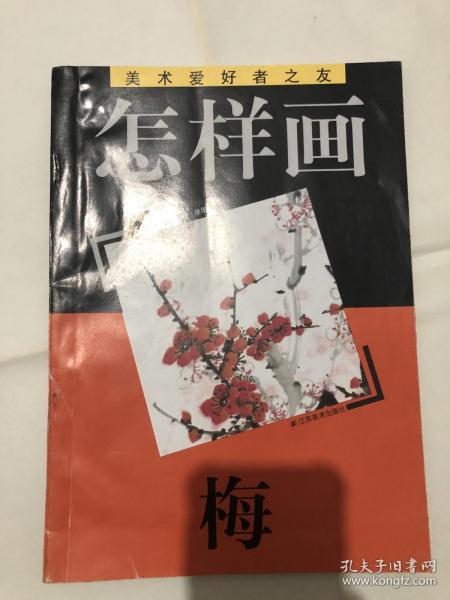 美术爱好者之友
怎样画
江苏美术出版社
梅
孔夫子旧书网
www.kongfz.com